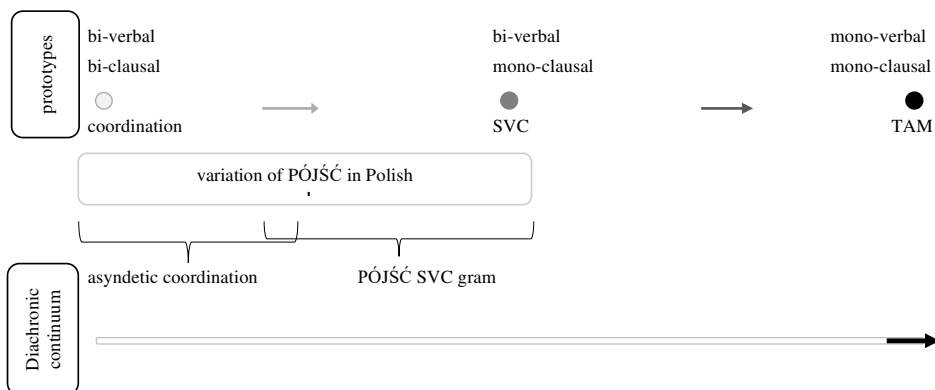 prototypes
bi-verbal
bi-clausal
coordination
bi-verbal
mono-clausal
SVC
mono-verbal
mono-clausal
TAM
variation of PÓJŚĆ in Polish
asyndetic coordination
PÓJŚĆ SVC gram
Diachronic
continuum